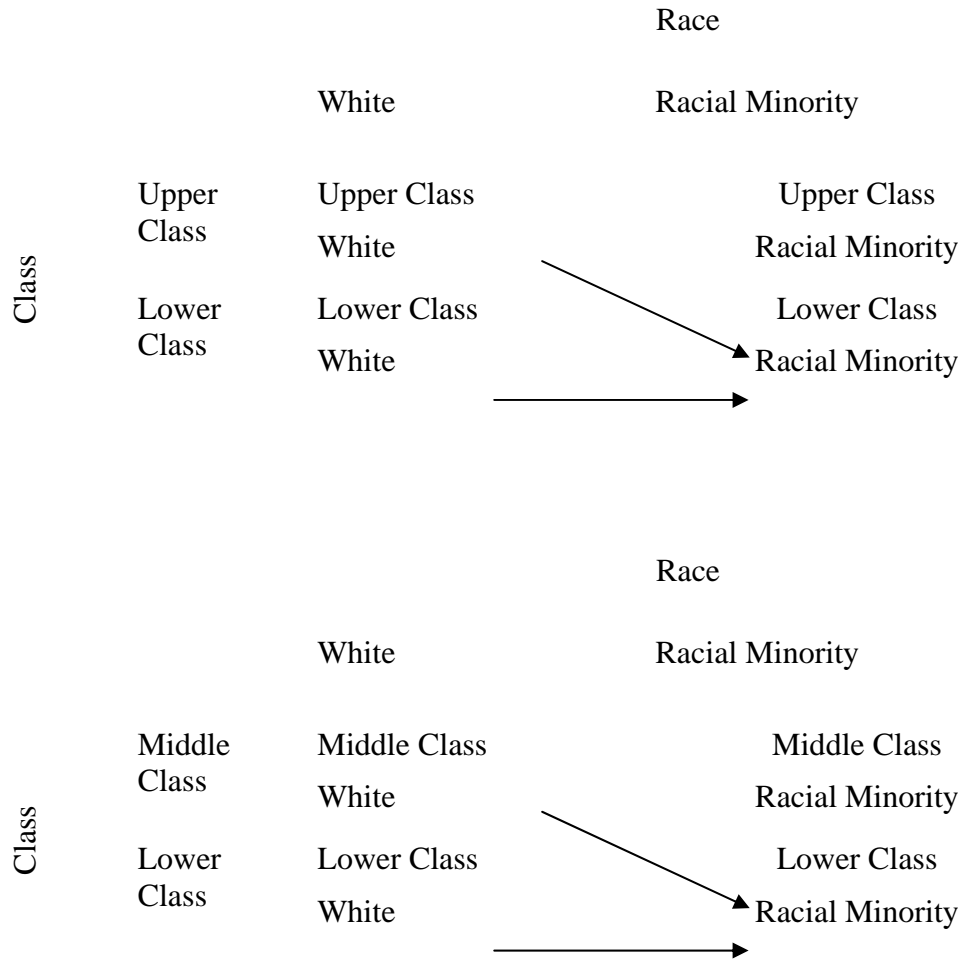 Race
White Racial Minority
Upper Class Upper Class Upper Class
White Racial Minority
Class
Lower Class Lower Class Lower Class
White Racial Minority
Race
White Racial Minority
Middle Class Middle Class Middle Class
White Racial Minority
Class
Lower Class Lower Class Lower Class
White Racial Minority